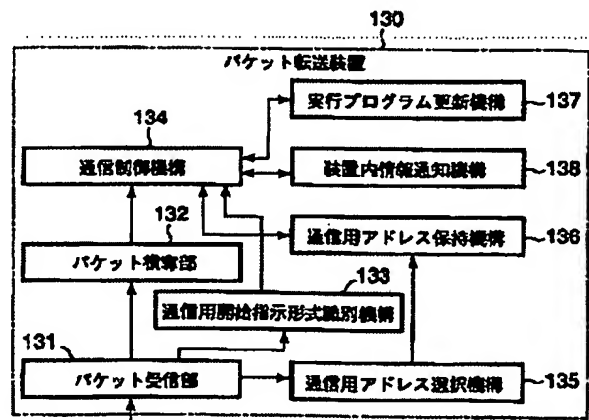 130
パケット転送装置
134
通信制御機構
実行プログラム更新機構
137
装置内情報通知機構
138
132
パケット横奪部
通信用アドレス保持機構
136
133
通信用開始指示形式識別機構
131
パケット受信部
通信用アドレス選択機構
135